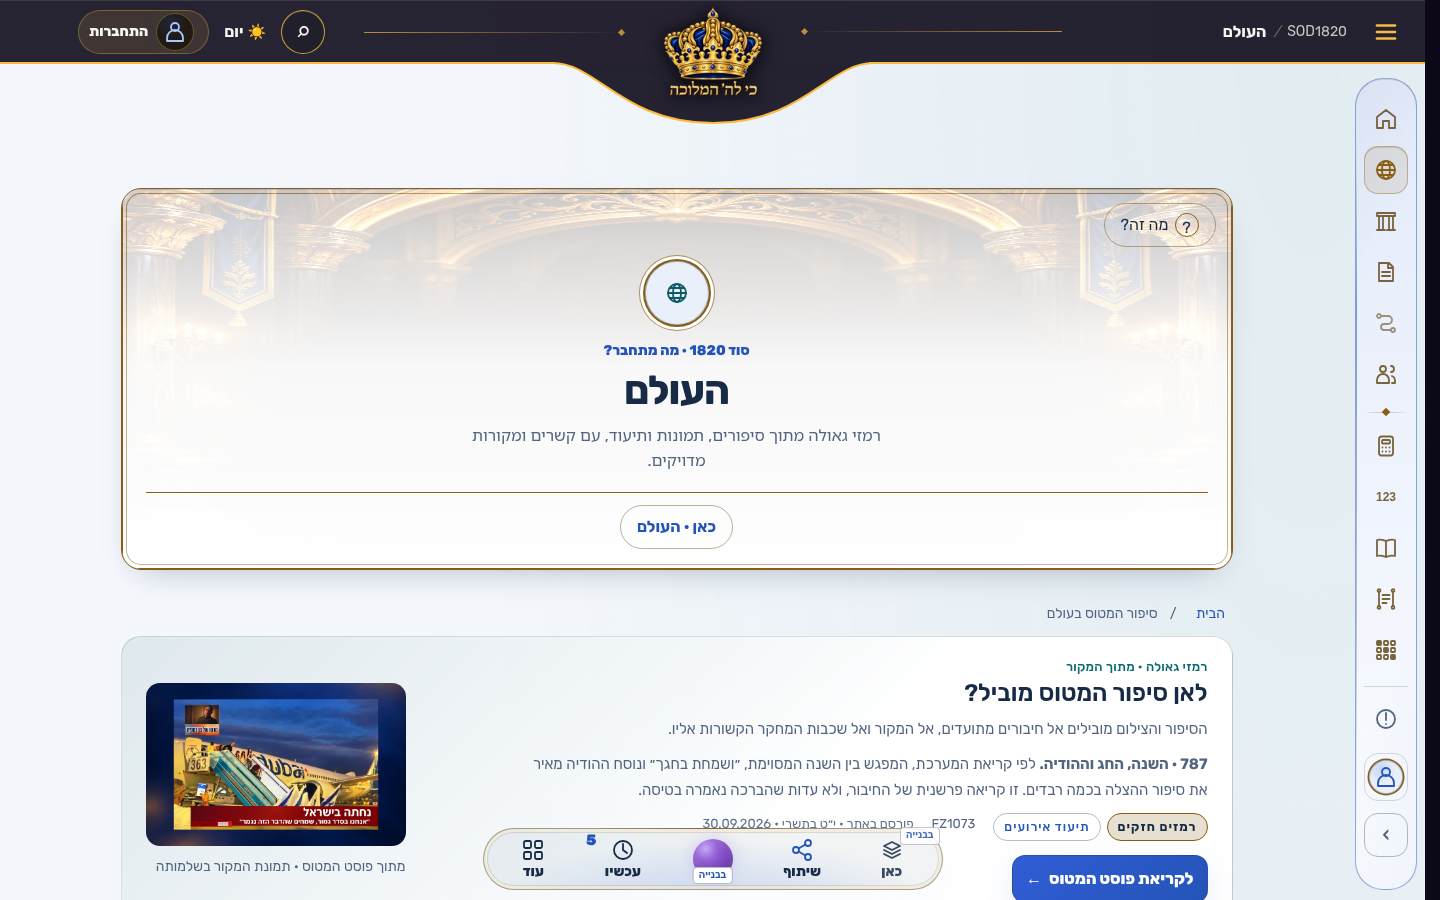 SOD1820 / העולם
כי לה' המלוכה
יום
התחברות
? מה זה?
סוד 1820 • מה מתחבר?
העולם
רמזי גאולה מתוך סיפורים, תמונות ותיעוד, עם קשרים ומקורות
מדויקים.
כאן • העולם
הבית / סיפור המטוס בעולם
רמזי גאולה • מתוך המקור
לאן סיפור המטוס מוביל?
הסיפור והצילום מובילים אל חיבורים מתועדים, אל המקור ואל שכבות המחקר הקשורות אליו.
787 • השנה, החג וההודיה. לפי קריאת המערכת, המפגש בין השנה המסוימת, ״ושמחת בחגך״ ונוסח ההודיה מאיר
את סיפור ההצלה בכמה רבדים. זו קריאה פרשנית של החיבור, ולא עדות שהברכה נאמרה בטיסה.
רמזים חזקים
תיעוד אירועים
FZ1073
פורסם באתר • י״ט בתשרי • 30.09.2026
לקריאת פוסט המטוס ←
363
נחתה בישראל
מתוך פוסט המטוס • תמונת המקור בשלמותה
בבנייה
כאן
שיתוף
בבנייה
5
עכשיו
עוד
123